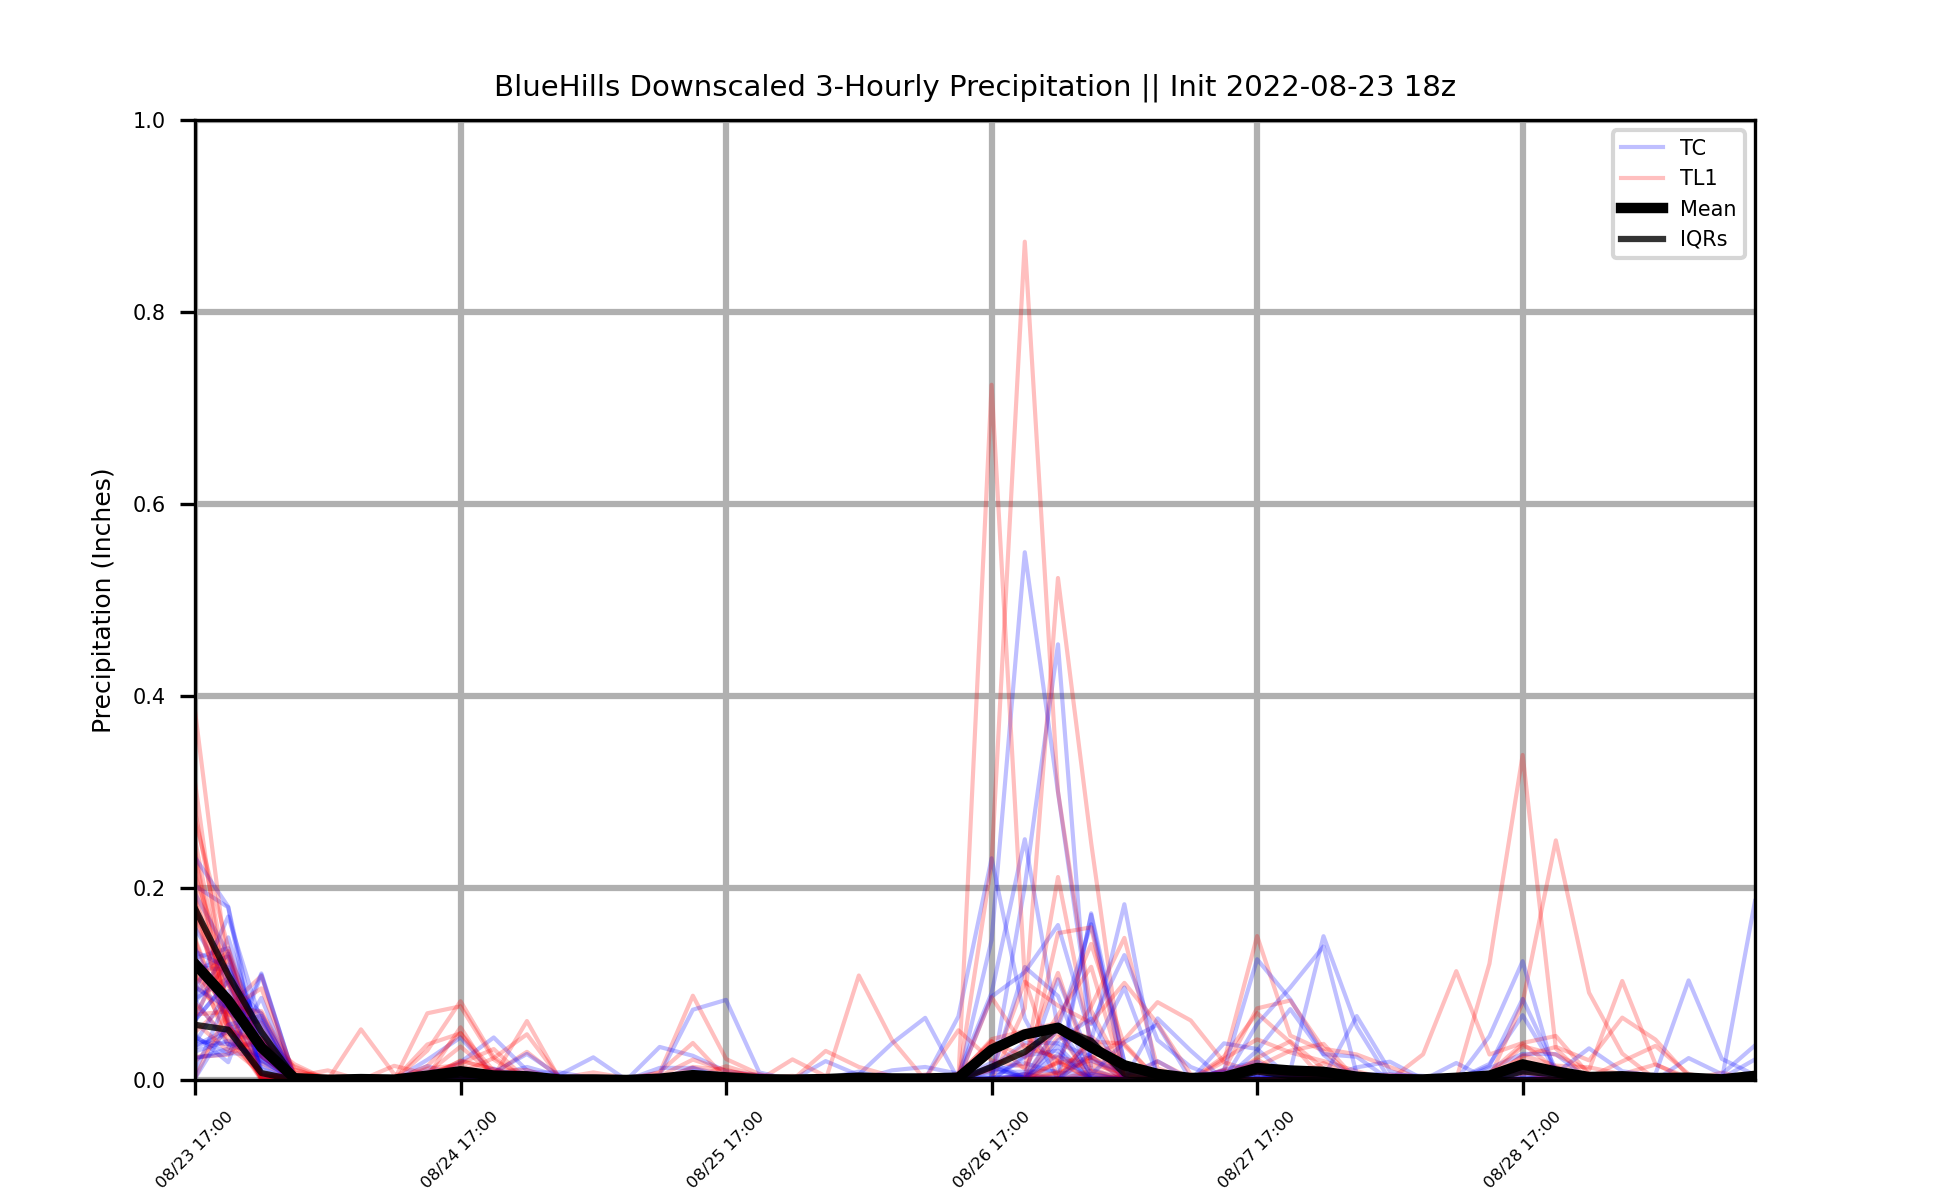 BlueHills Downscaled 3-Hourly Precipitation || Init 2022-08-23 18z
TC
TL1
Mean
IQRs
Precipitation (Inches)
1.0
0.8
0.6
0.4
0.2
0.0
08/23 17:00
08/24 17:00
08/25 17:00
08/26 17:00
08/27 17:00
08/28 17:00